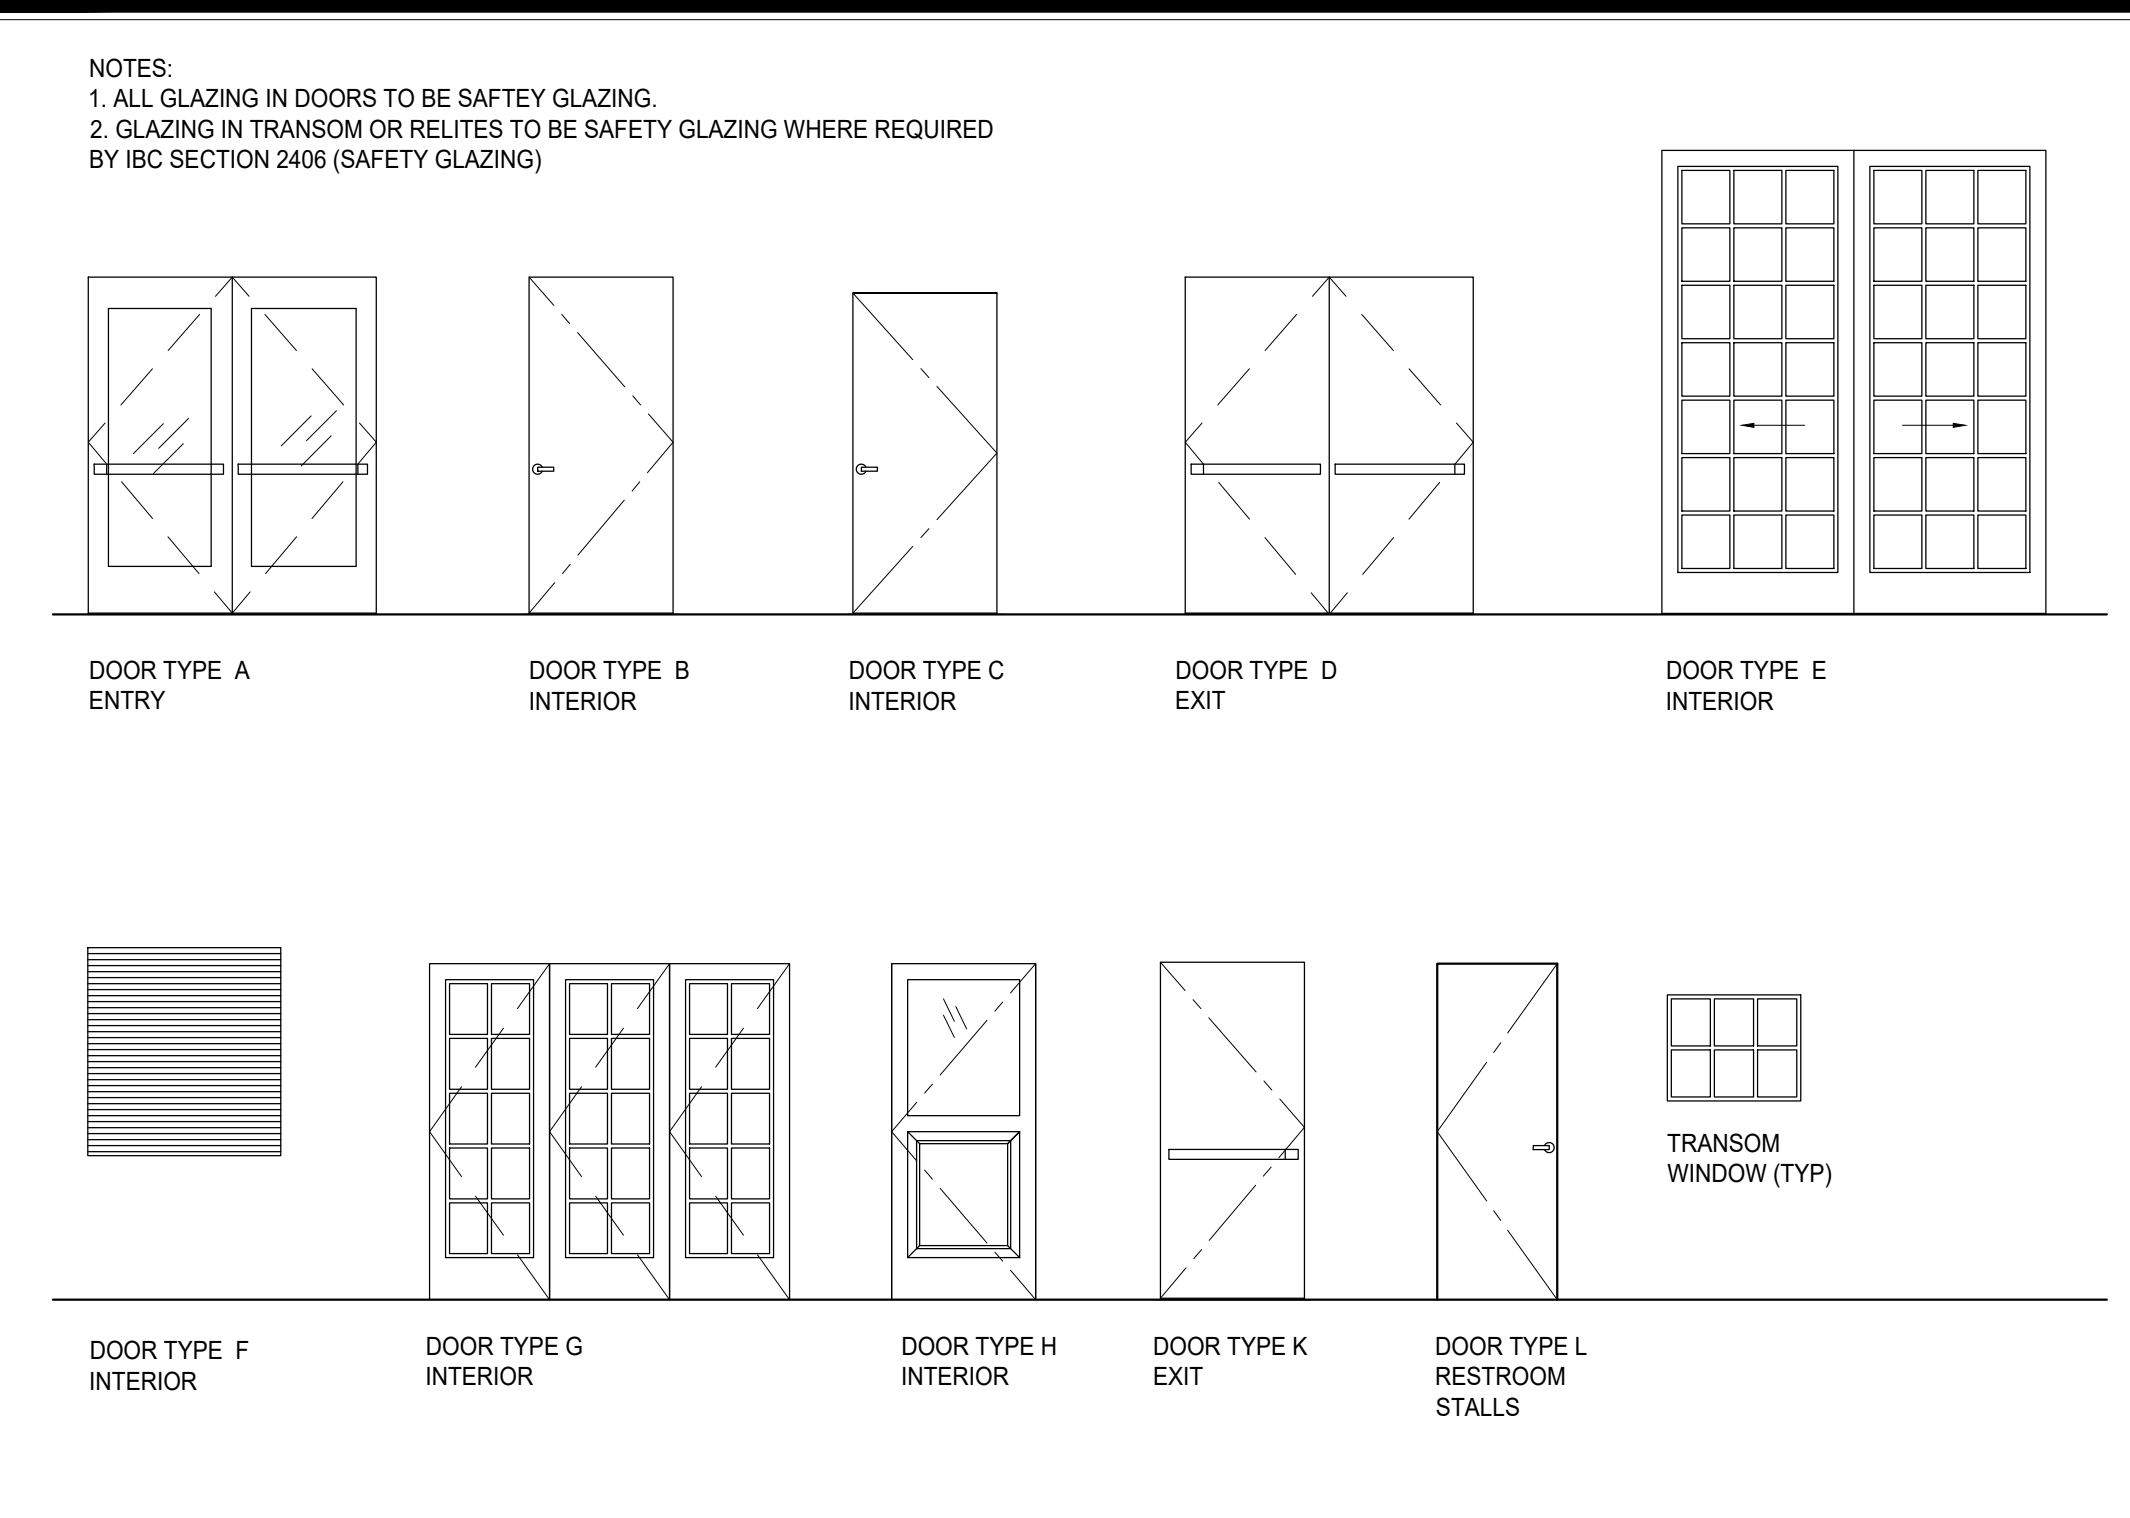 NOTES:
1. ALL GLAZING IN DOORS TO BE SAFTEY GLAZING.
2. GLAZING IN TRANSOM OR RELITES TO BE SAFETY GLAZING WHERE REQUIRED
BY IBC SECTION 2406 (SAFETY GLAZING)
DOOR TYPE A
ENTRY
DOOR TYPE B
INTERIOR
DOOR TYPE C
INTERIOR
DOOR TYPE D
EXIT
DOOR TYPE E
INTERIOR
DOOR TYPE F
INTERIOR
DOOR TYPE G
INTERIOR
DOOR TYPE H
INTERIOR
DOOR TYPE K
EXIT
DOOR TYPE L
RESTROOM
STALLS
TRANSOM
WINDOW (TYP)